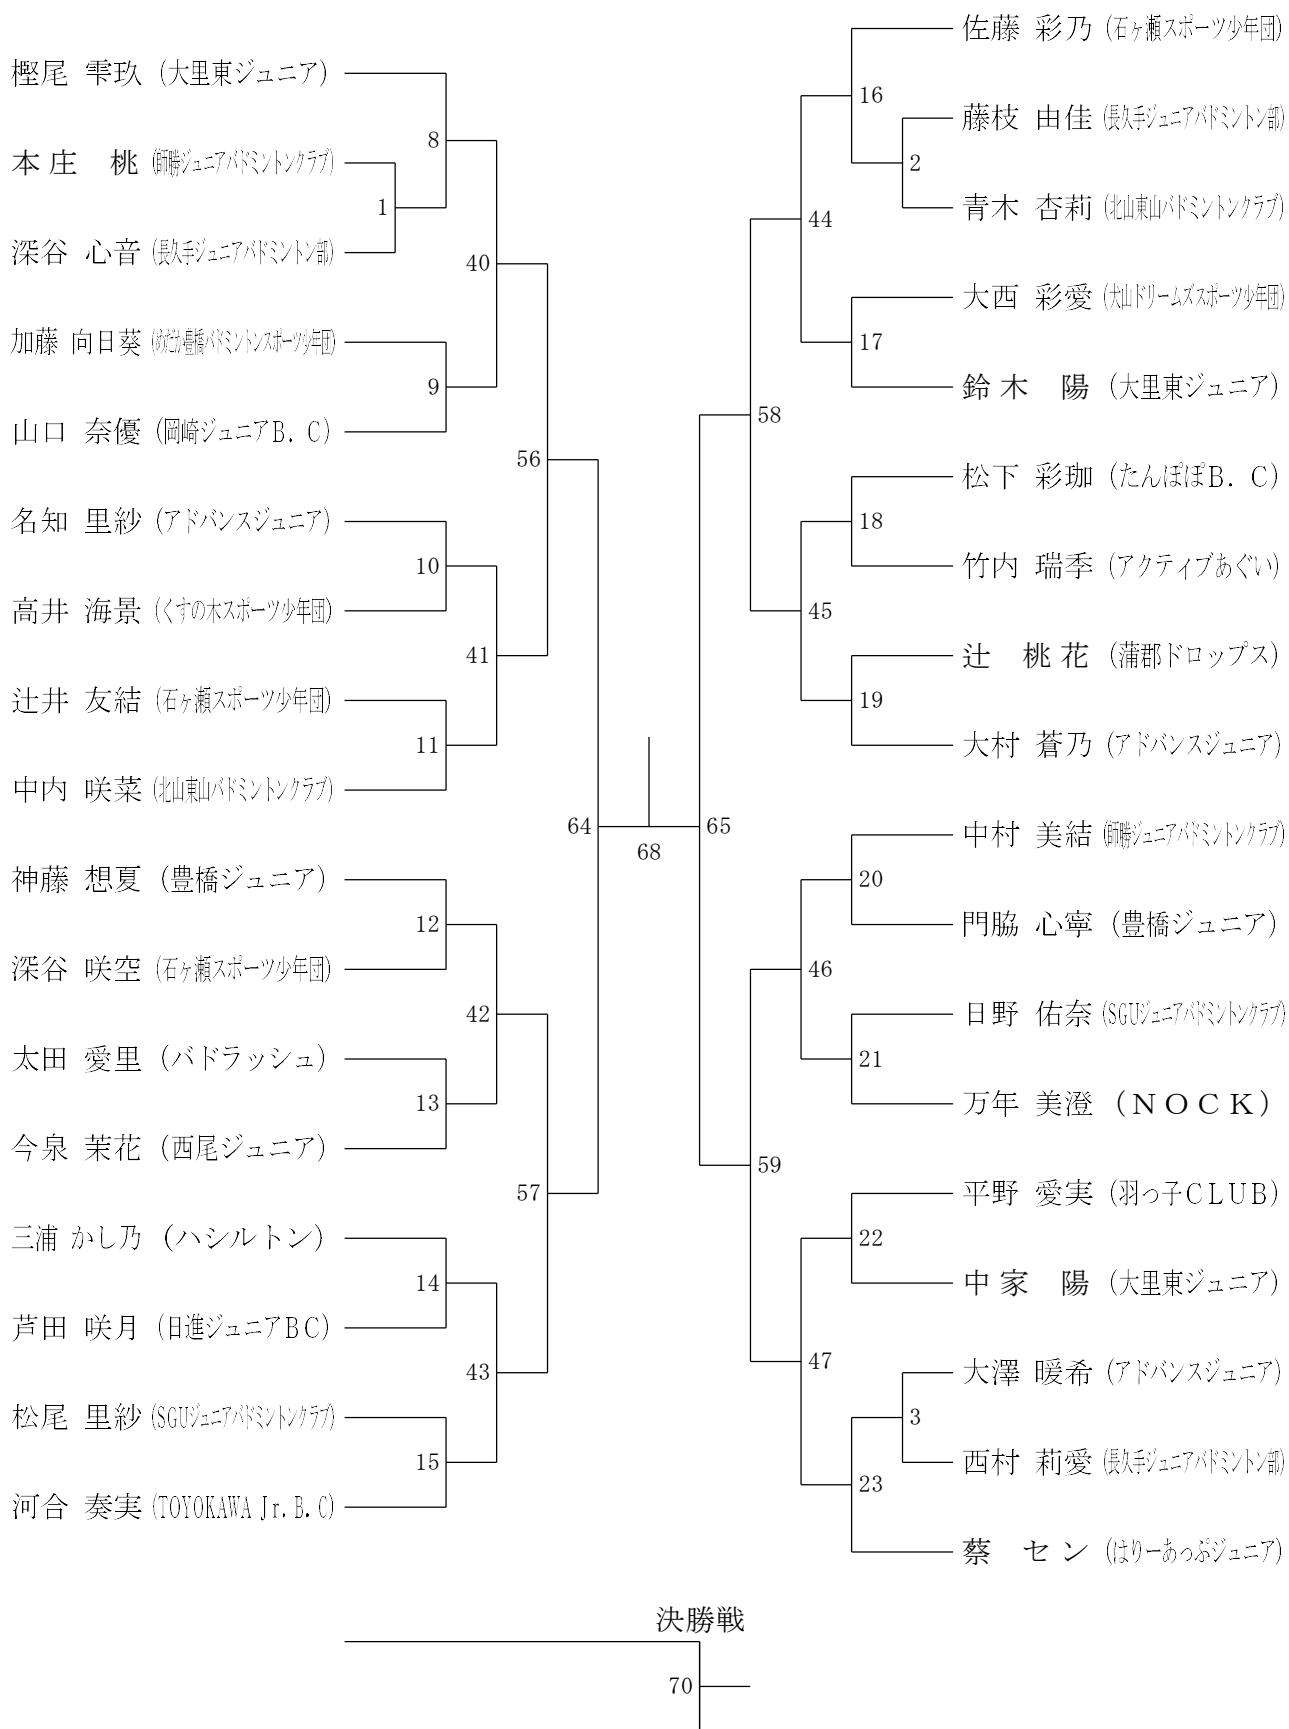 樫尾 雫玖 (大里東ジュニア)
本庄 桃 (師勝ジュニアバドミントンクラブ)
深谷 心音 (長久手ジュニアバドミントン部)
加藤 向日葵 (めだか豊橋バドミントンスポーツ少年団)
山口 奈優 (岡崎ジュニアB.C)
名知 里紗 (アドバンスジュニア)
高井 海景 (くすの木スポーツ少年団)
辻井 友結 (石ヶ瀬スポーツ少年団)
中内 咲菜 (北山東山バドミントンクラブ)
神藤 想夏 (豊橋ジュニア)
深谷 咲空 (石ヶ瀬スポーツ少年団)
太田 愛里 (バドラッシュ)
今泉 茉花 (西尾ジュニア)
三浦 かし乃 (ハシルトン)
芦田 咲月 (日進ジュニアBC)
松尾 里紗 (SGUジュニアバドミントンクラブ)
河合 奏実 (TOYOKAWA Jr.B.C)
1
8
9
10
11
12
13
14
15
40
41
42
43
56
57
64
68
65
58
59
44
45
46
47
16
17
18
19
20
21
22
23
2
3
佐藤 彩乃 (石ヶ瀬スポーツ少年団)
藤枝 由佳 (長久手ジュニアバドミントン部)
青木 杏莉 (北山東山バドミントンクラブ)
大西 彩愛 (犬山ドリームズスポーツ少年団)
鈴木 陽 (大里東ジュニア)
松下 彩珈 (たんぽぽB.C)
竹内 瑞季 (アクティブあぐい)
辻 桃花 (蒲郡ドロップス)
大村 蒼乃 (アドバンスジュニア)
中村 美結 (師勝ジュニアバドミントンクラブ)
門脇 心寧 (豊橋ジュニア)
日野 佑奈 (SGUジュニアバドミントンクラブ)
万年 美澄 (NOCK)
平野 愛実 (羽っ子CLUB)
中家 陽 (大里東ジュニア)
大澤 暖希 (アドバンスジュニア)
西村 莉愛 (長久手ジュニアバドミントン部)
蔡 セン (はりーあっぷジュニア)
決勝戦
70